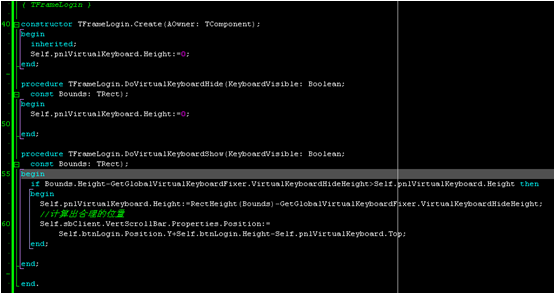 { TFrameLogin }
40 constructor TFrameLogin.Create(AOwner: TComponent);
begin
inherited;
Self.pnlVirtualKeyboard.Height:=0;
end;
procedure TFrameLogin.DoVirtualKeyboardHide(KeyboardVisible: Boolean;
const Bounds: TRect);
begin
Self.pnlVirtualKeyboard.Height:=0;
50
end;
procedure TFrameLogin.DoVirtualKeyboardShow(KeyboardVisible: Boolean;
const Bounds: TRect);
55 begin
if Bounds.Height-GetGlobalVirtualKeyboardFixer.VirtualKeyboardHideHeight>Self.pnlVirtualKeyboard.Height then
begin
Self.pnlVirtualKeyboard.Height:=RectHeight(Bounds)-GetGlobalVirtualKeyboardFixer.VirtualKeyboardHideHeight;
//计算出合理的位置
60 Self.sbClient.VertScrollBar.Properties.Position:=
Self.btnLogin.Position.Y+Self.btnLogin.Height-Self.pnlVirtualKeyboard.Top;
end;
end;
end.